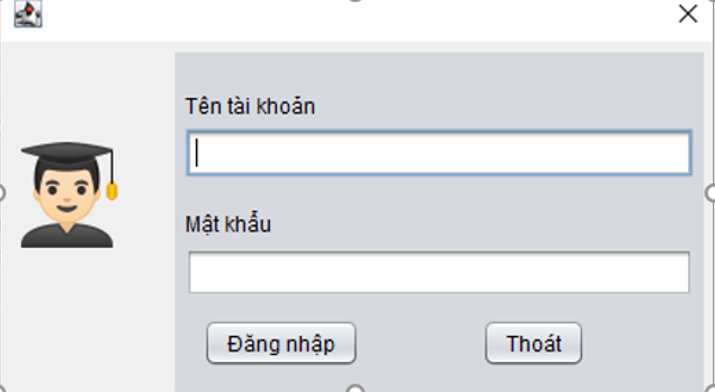 Tên tài khoản
Mật khẩu
Đăng nhập
Thoát